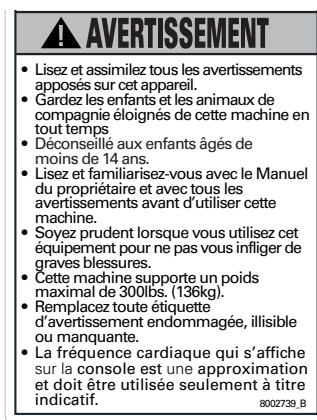 AVERTISSEMENT
• Lisez et assimilez tous les avertissements
apposés sur cet appareil.
• Gardez les enfants et les animaux de
compagnie éloignés de cette machine en
tout temps
• Déconseillé aux enfants âgés de
moins de 14 ans.
• Lisez et familiarisez-vous avec le Manuel
du propriétaire et avec tous les
avertissements avant d'utiliser cette
machine.
• Soyez prudent lorsque vous utilisez cet
équipement pour ne pas vous infliger de
graves blessures.
• Cette machine supporte un poids
maximal de 300lbs. (136kg).
• Remplacez toute étiquette
d'avertissement endommagée, illisible
ou manquante.
• La fréquence cardiaque qui s'affiche
sur la console est une approximation
et doit être utilisée seulement à titre
indicatif.
8002739_B